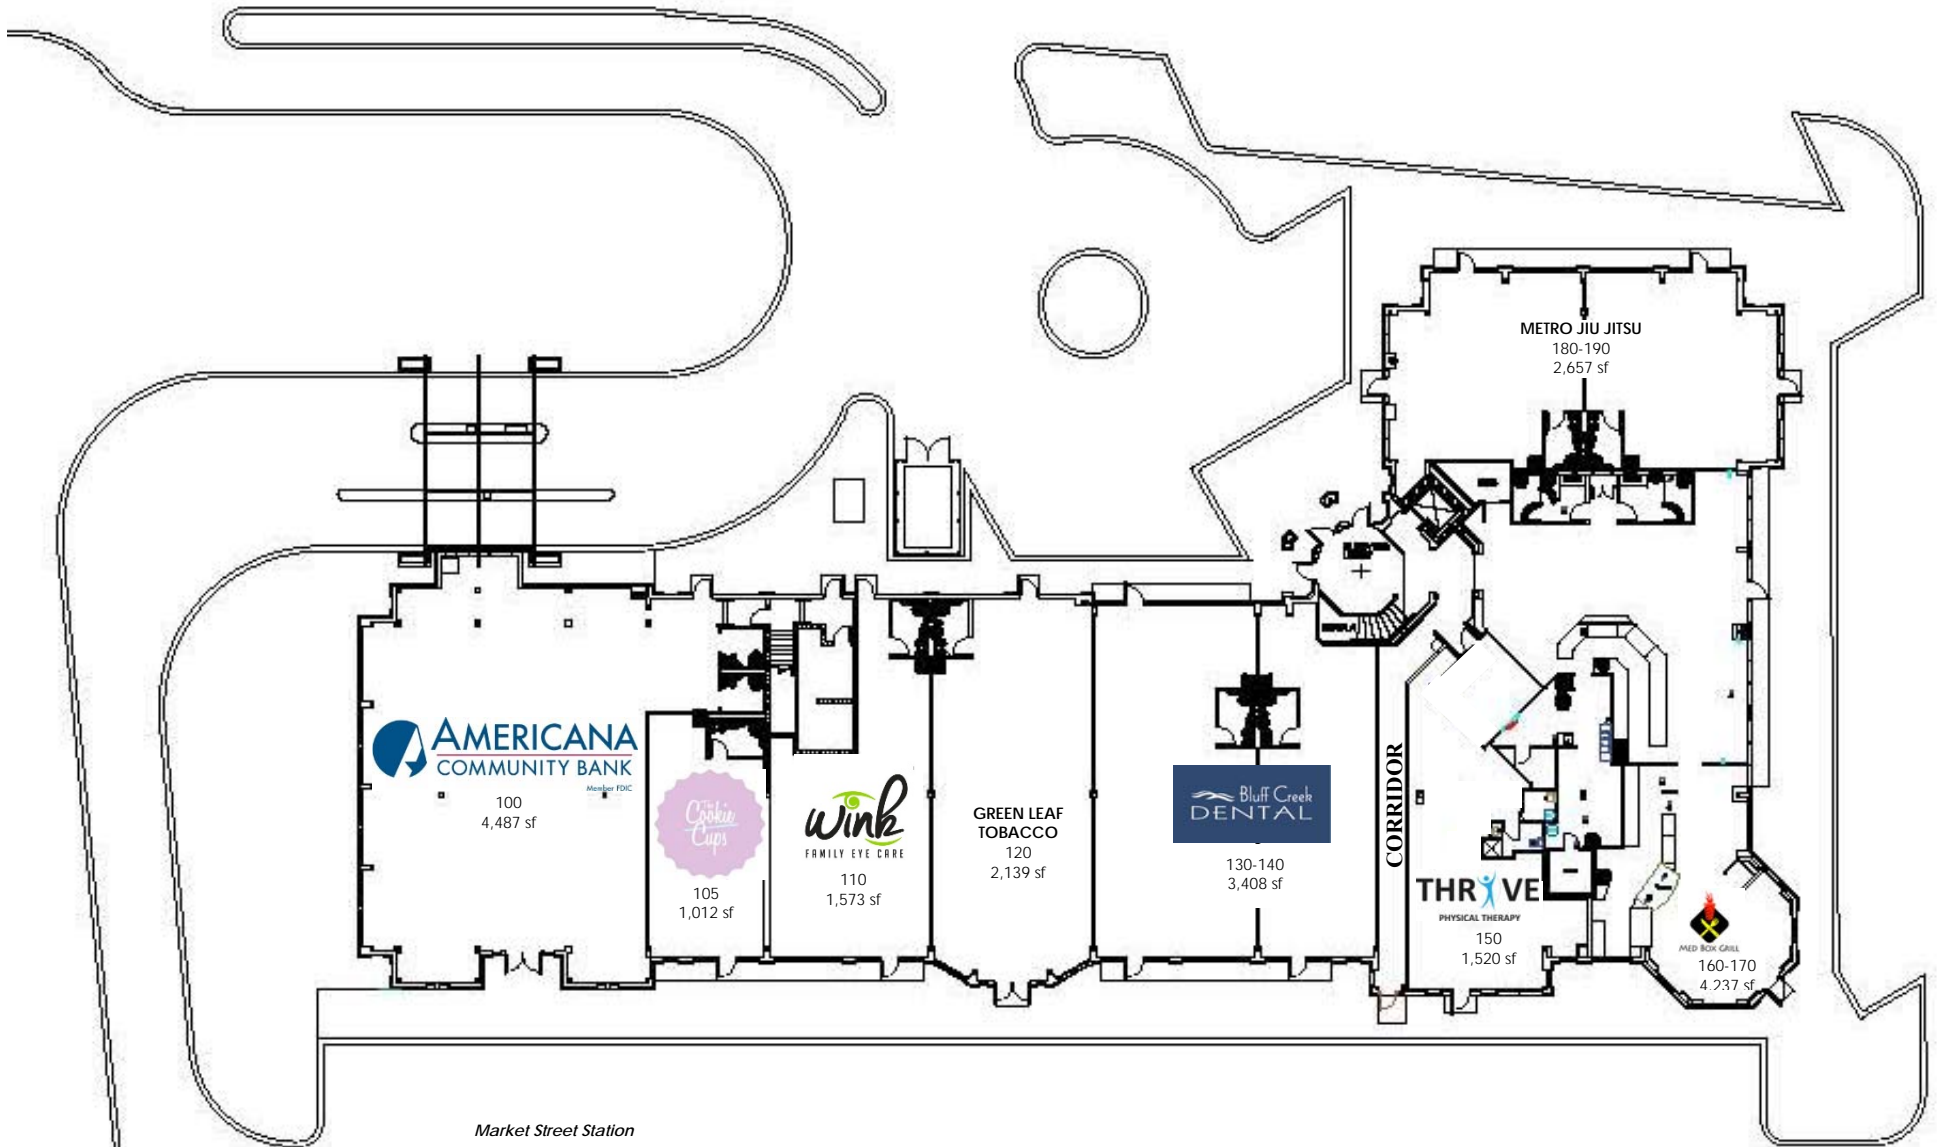 METRO JIU JITSU
180-190
2,657 sf
AMERICANA
COMMUNITY BANK
Member FDIC
100
4,487 sf
The
Cookie
Cups
105
1,012 sf
wink
FAMILY EYE CARE
110
1,573 sf
GREEN LEAF
TOBACCO
120
2,139 sf
Bluff Creek
DENTAL
130-140
3,408 sf
CORRIDOR
THRIVE
PHYSICAL THERAPY
150
1,520 sf
MED BOX GRILL
160-170
4,237 sf
Market Street Station